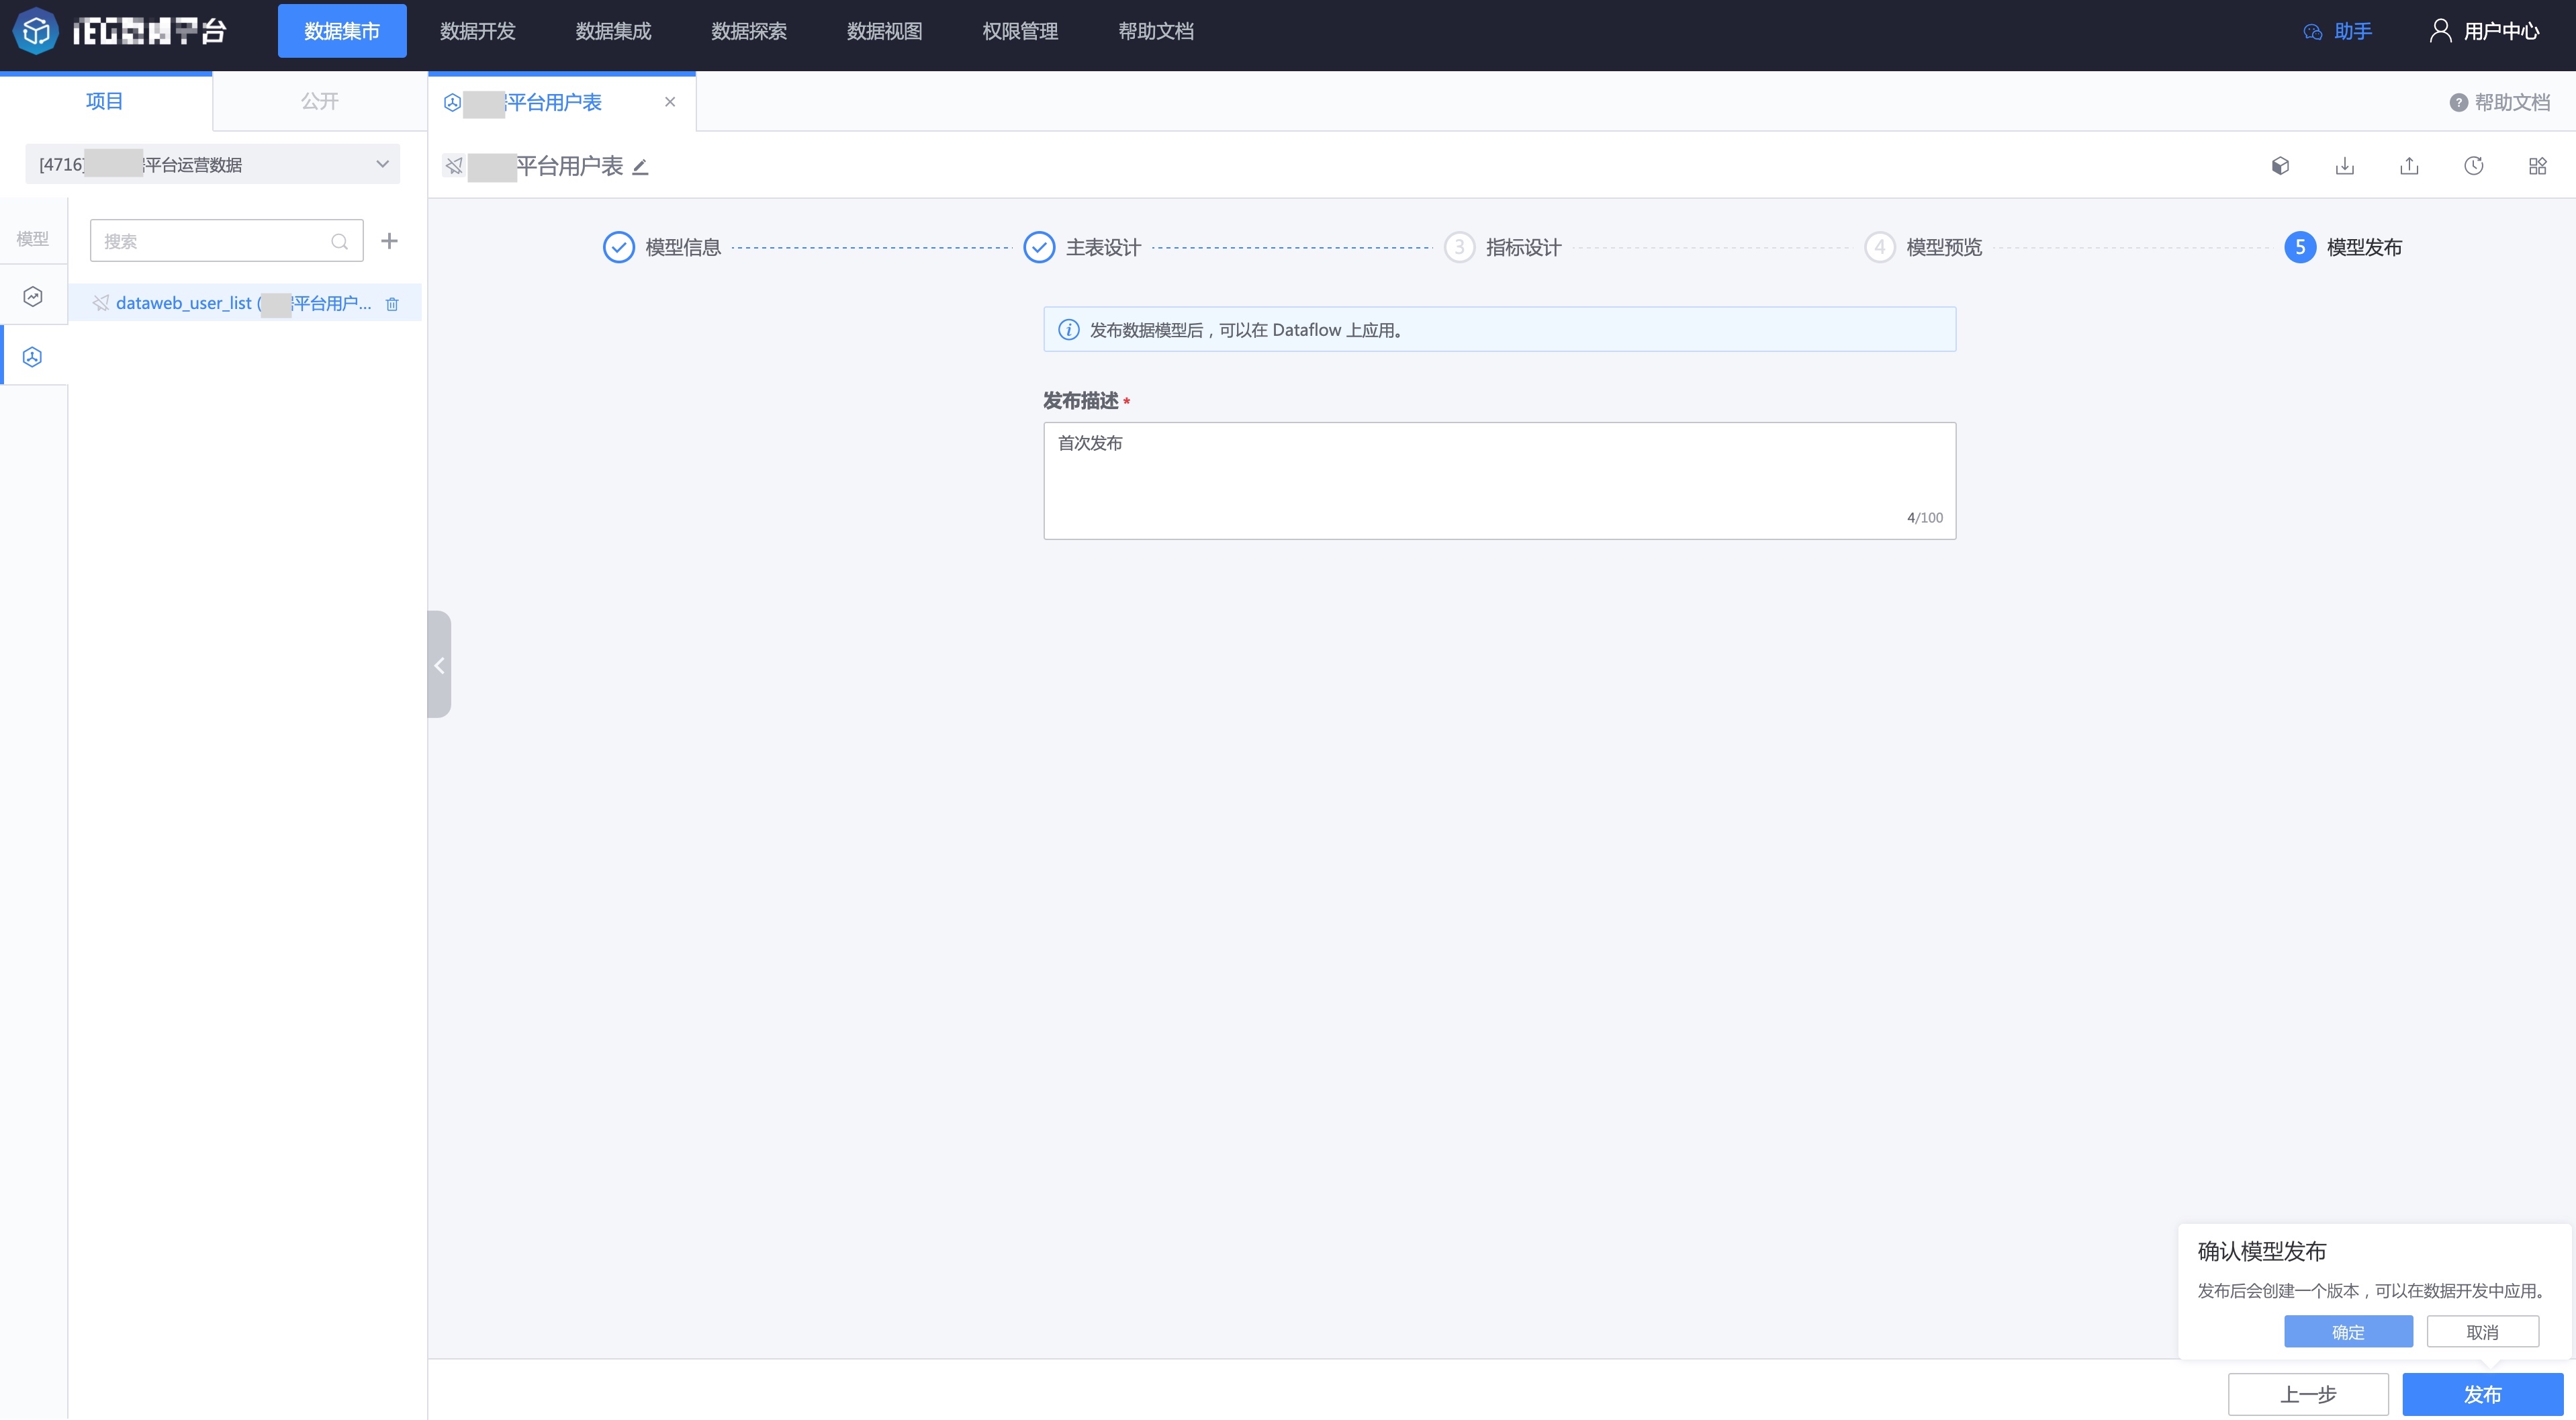 台
数据集市 数据开发 数据集成 数据探索 数据视图 权限管理 帮助文档 助手 用户中心
项目 公开 平台用户表 帮助文档
[4716] 平台运营数据
平台用户表
模型 搜索
模型信息 主表设计 3 指标设计 4 模型预览 5 模型发布
dataweb_user_list ( 平台用户...
发布数据模型后,可以在 Dataflow 上应用。
发布描述 *
首次发布
4/100
确认模型发布
发布后会创建一个版本,可以在数据开发中应用。
确定 取消
上一步 发布